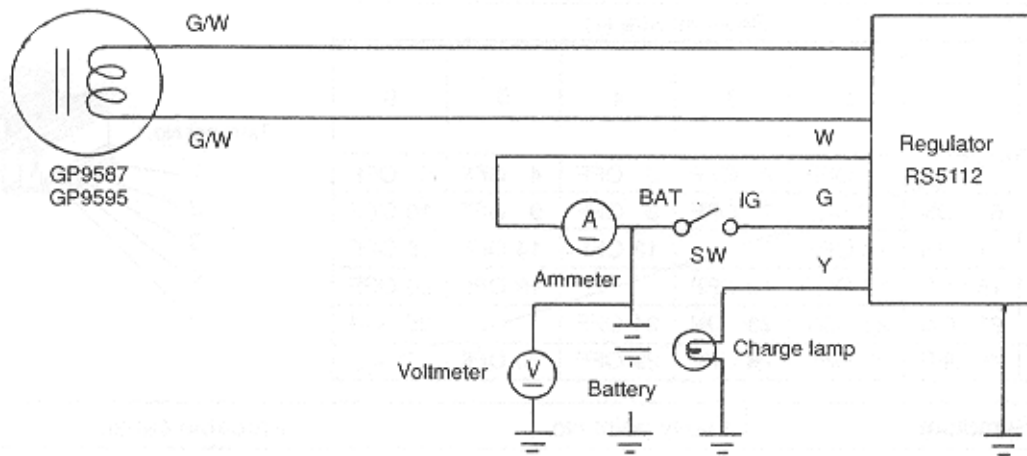 G/W
G/W
GP9587
GP9595
W
Regulator
RS5112
BAT
IG
G
A
SW
Ammeter
Y
Voltmeter
V
Charge lamp
Battery